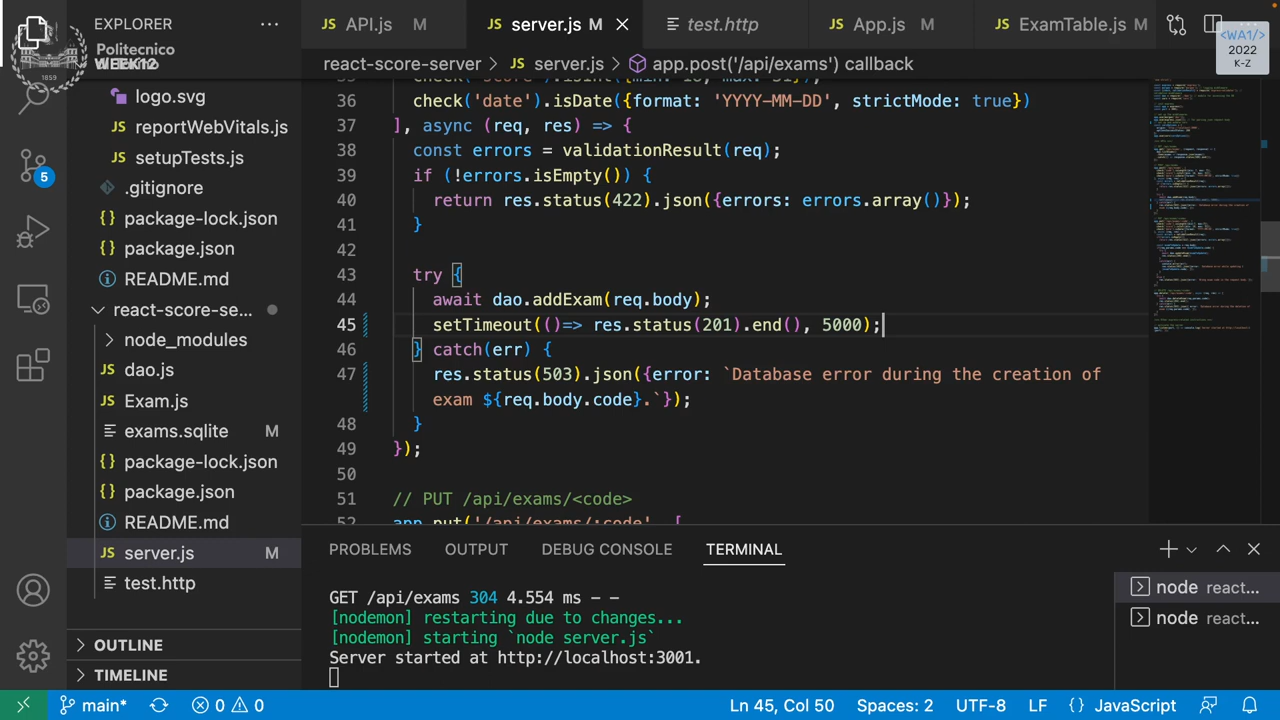 EXPLORER
API.js M
server.js M
test.http
App.js M
ExamTable.js M
<WA1/>
2022
K-Z
Politecnico
WEEK12
1859
react-score-server > server.js > app.post('/api/exams') callback
logo.svg
reportWebVitals.js
setupTests.js
.gitignore
package-lock.json
package.json
README.md
react-score-se...
node_modules
dao.js
Exam.js
exams.sqlite M
package-lock.json
package.json
README.md
server.js M
test.http
OUTLINE
TIMELINE
5
36 check('date').isDate({format: 'YYYY-MM-DD', strictMode: true})
37 ], async (req, res) => {
38 const errors = validationResult(req);
39 if (!errors.isEmpty()) {
40 return res.status(422).json({errors: errors.array()});
41 }
42
43 try {
44 await dao.addExam(req.body);
45 setTimeout(()=> res.status(201).end(), 5000);
46 } catch(err) {
47 res.status(503).json({error: `Database error during the creation of
exam ${req.body.code}.`});
48 }
49 });
50
51 // PUT /api/exams/<code>
52 app.put('/api/exams/:code', [
PROBLEMS OUTPUT DEBUG CONSOLE TERMINAL
GET /api/exams 304 4.554 ms - -
[nodemon] restarting due to changes...
[nodemon] starting `node server.js`
Server started at http://localhost:3001.
node react...
node react...
main* 0 0 Ln 45, Col 50 Spaces: 2 UTF-8 LF {} JavaScript